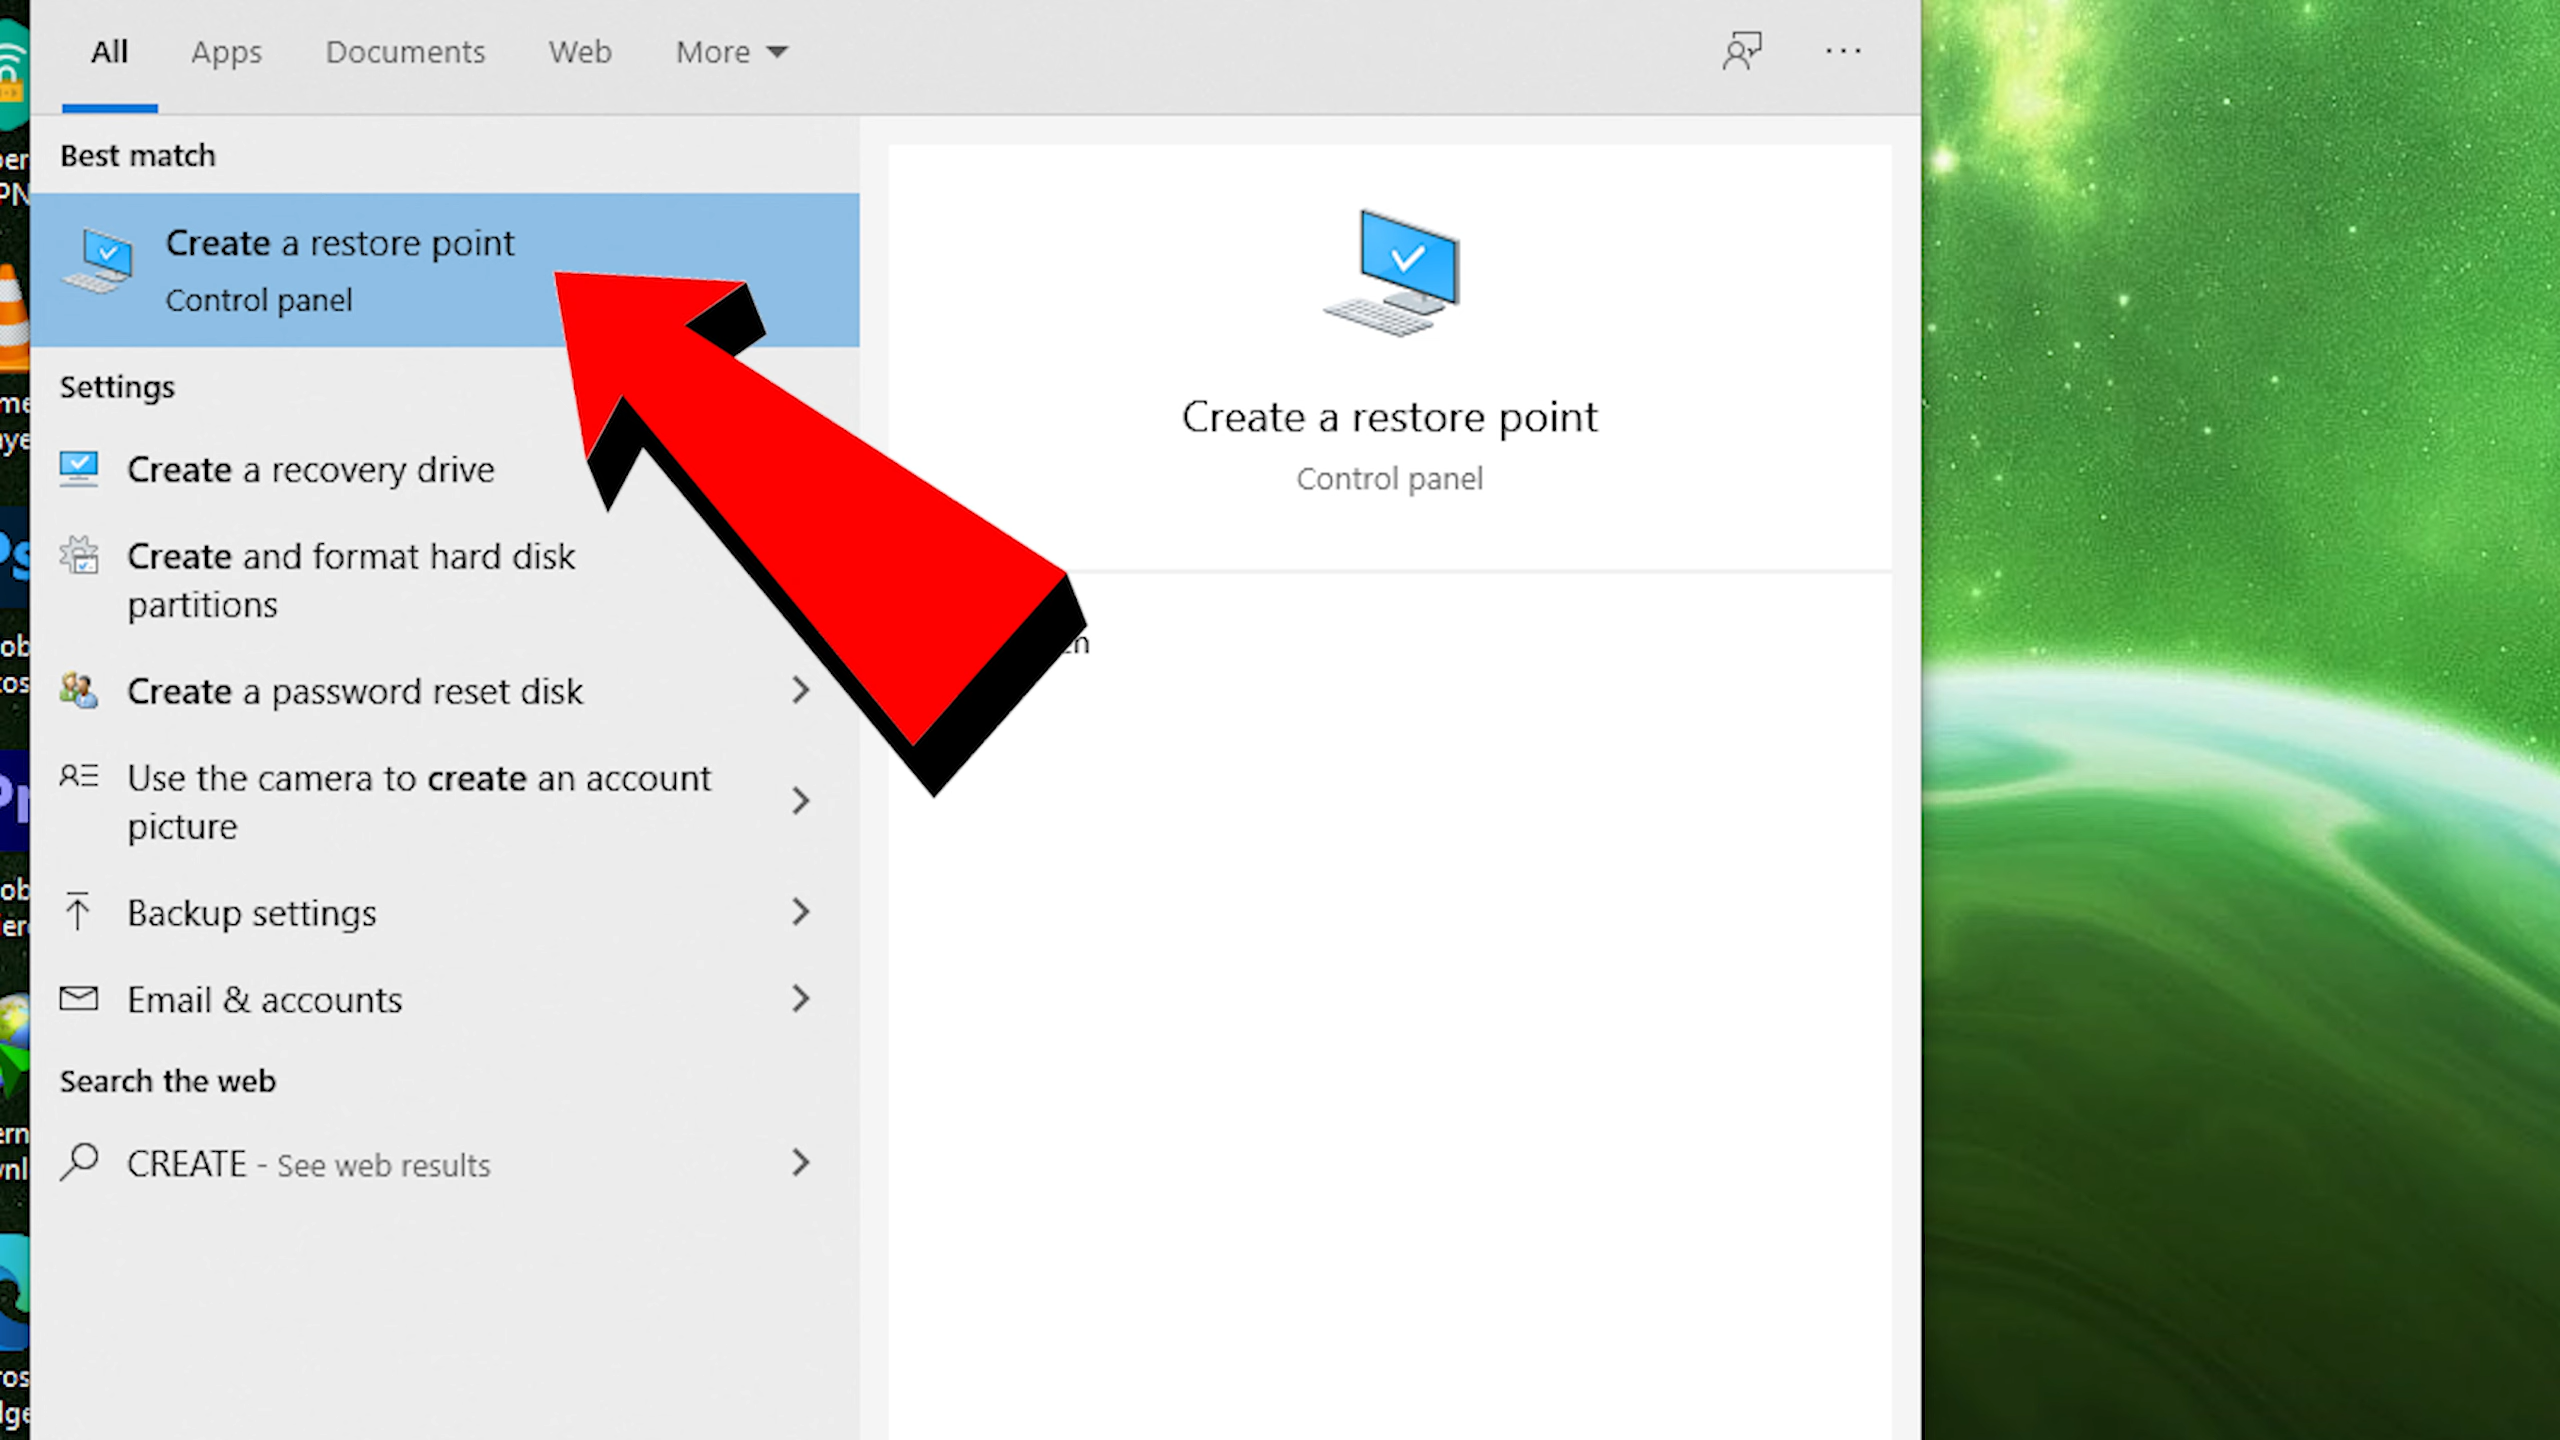 All Apps Documents Web More
Best match
Create a restore point
Control panel
Settings
Create a recovery drive
Create and format hard disk
partitions
Create a password reset disk
Use the camera to create an account
picture
Backup settings
Email & accounts
Search the web
CREATE - See web results
Create a restore point
Control panel